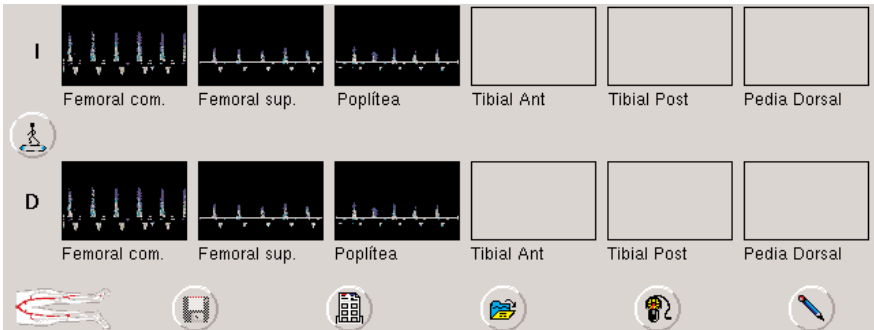 I
Femoral com. Femoral sup. Poplítea Tibial Ant Tibial Post Pedia Dorsal
D
Femoral com. Femoral sup. Poplítea Tibial Ant Tibial Post Pedia Dorsal